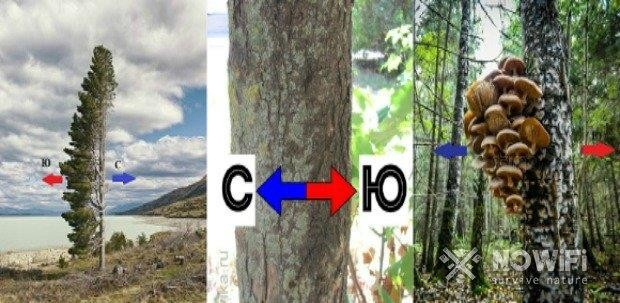 Ю С
С Ю
NOWiFi
survive nature